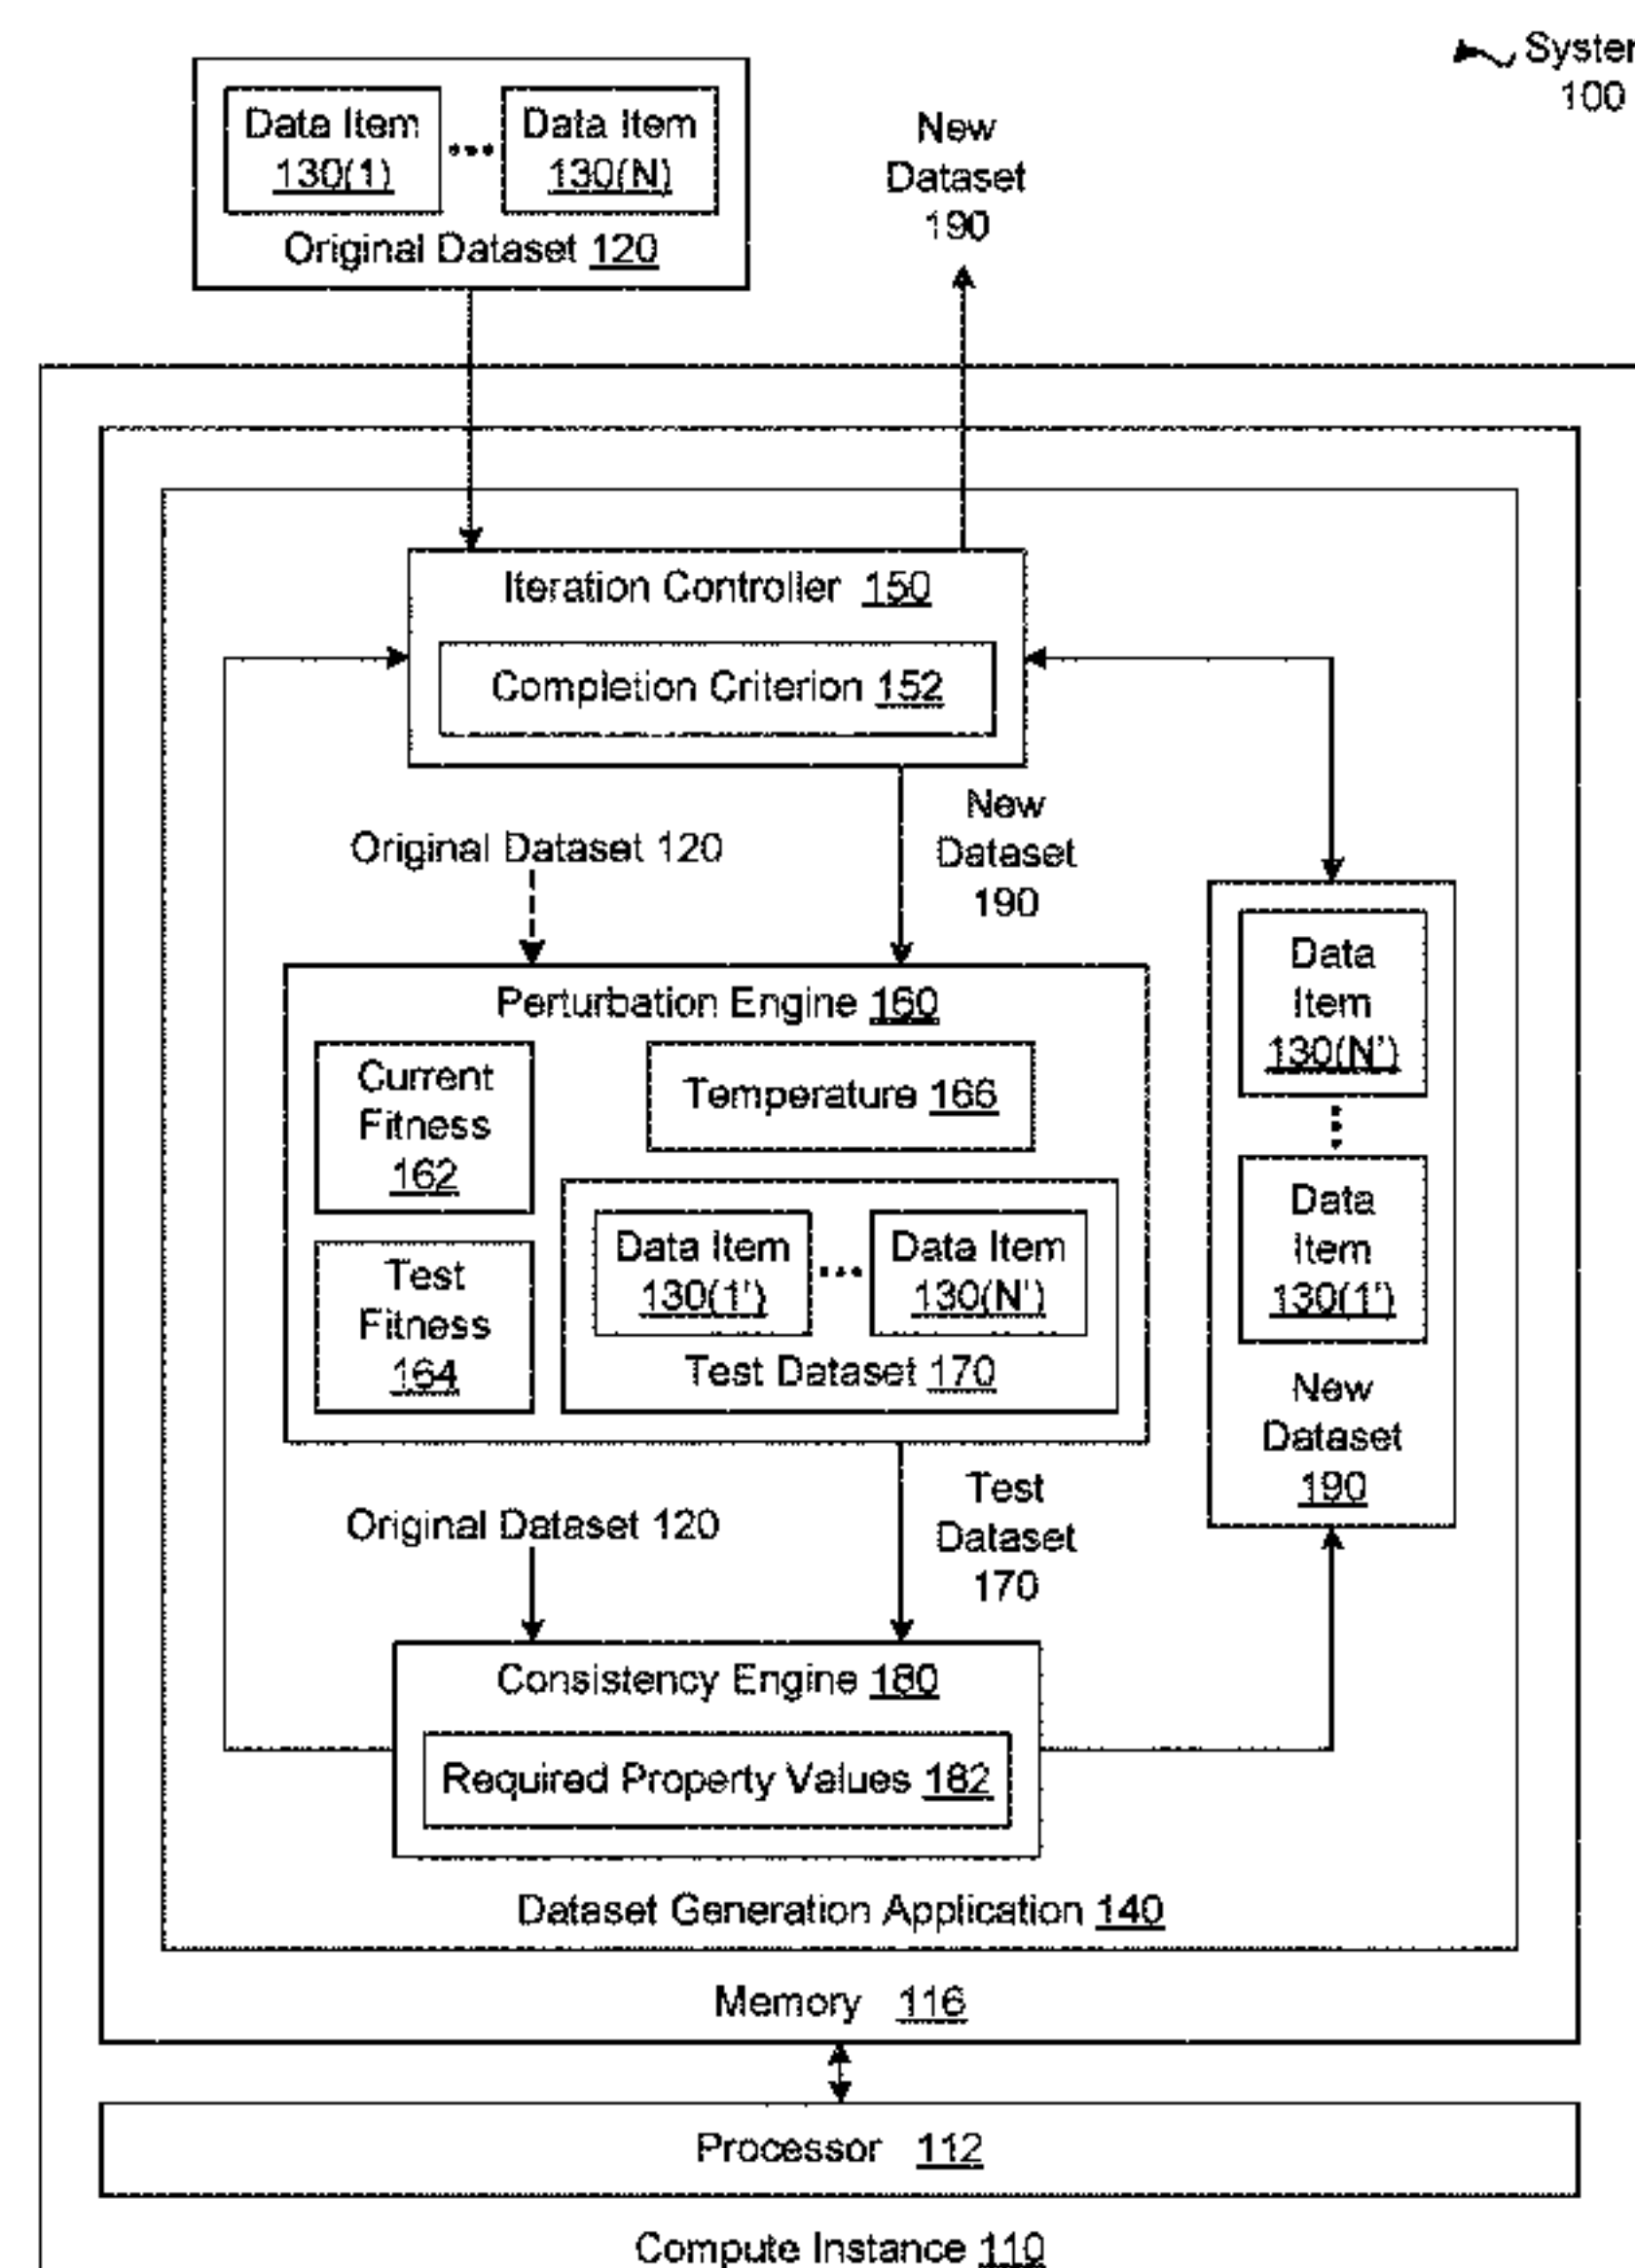 System
100
Data Item
130(1)
...
Data Item
130(N)
Original Dataset 120
New
Dataset
190
Iteration Controller 150
Completion Criterion 152
Original Dataset 120
New
Dataset
190
Perturbation Engine 160
Current
Fitness
162
Temperature 166
Test
Fitness
164
Data Item
130(1')
...
Data Item
130(N')
Test Dataset 170
Data
Item
130(N')
...
Data
Item
130(1')
New
Dataset
190
Original Dataset 120
Test
Dataset
170
Consistency Engine 180
Required Property Values 182
Dataset Generation Application 140
Memory 116
Processor 112
Compute Instance 110